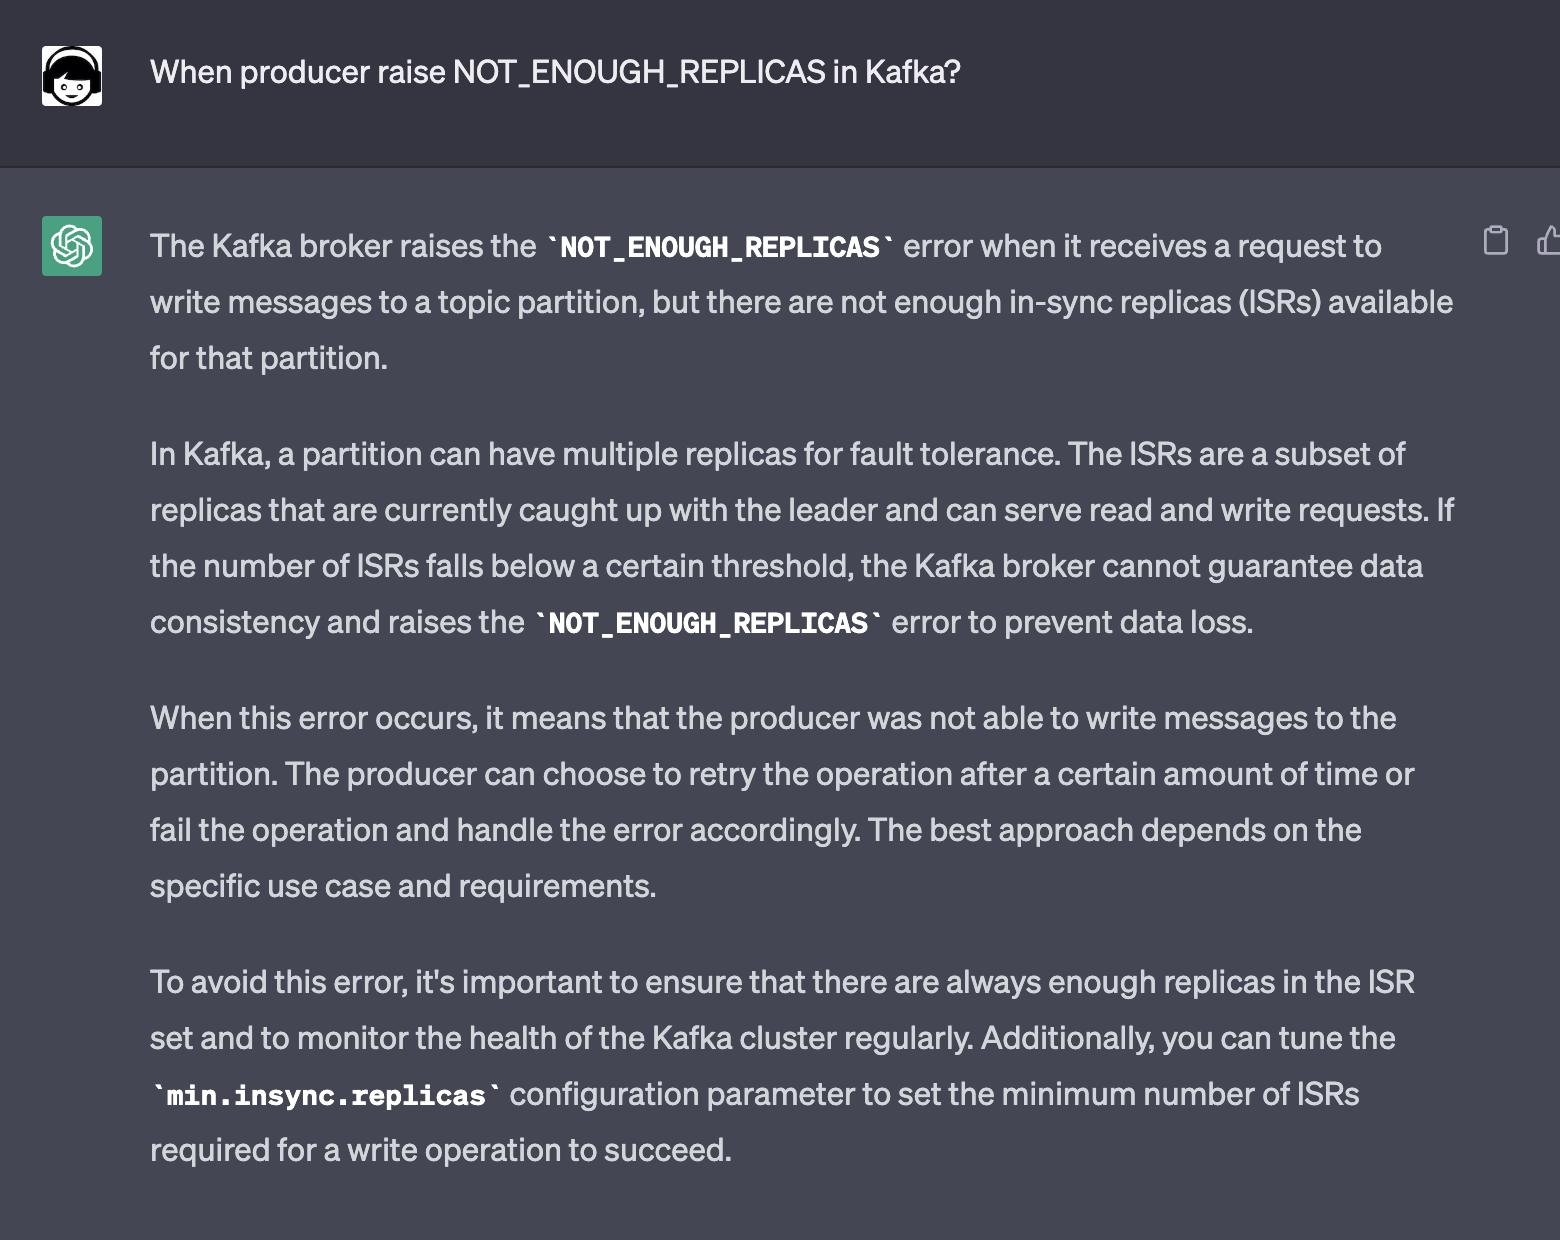 When producer raise NOT_ENOUGH_REPLICAS in Kafka?
The Kafka broker raises the `NOT_ENOUGH_REPLICAS` error when it receives a request to
write messages to a topic partition, but there are not enough in-sync replicas (ISRs) available
for that partition.
In Kafka, a partition can have multiple replicas for fault tolerance. The ISRs are a subset of
replicas that are currently caught up with the leader and can serve read and write requests. If
the number of ISRs falls below a certain threshold, the Kafka broker cannot guarantee data
consistency and raises the `NOT_ENOUGH_REPLICAS` error to prevent data loss.
When this error occurs, it means that the producer was not able to write messages to the
partition. The producer can choose to retry the operation after a certain amount of time or
fail the operation and handle the error accordingly. The best approach depends on the
specific use case and requirements.
To avoid this error, it's important to ensure that there are always enough replicas in the ISR
set and to monitor the health of the Kafka cluster regularly. Additionally, you can tune the
`min.insync.replicas` configuration parameter to set the minimum number of ISRs
required for a write operation to succeed.